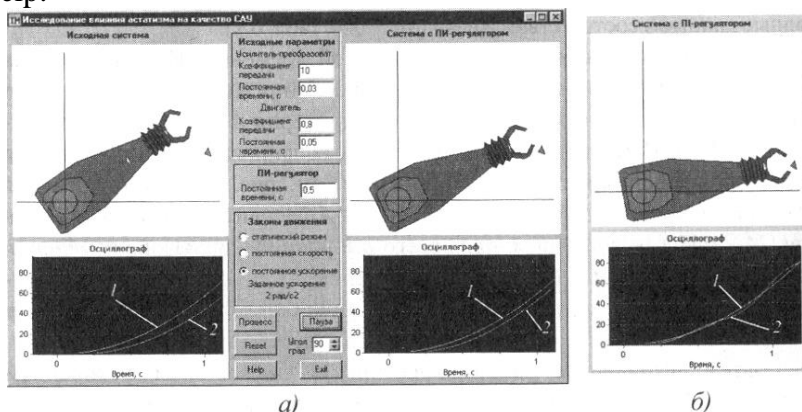 Исследование влияния астатизма на качество САУ
Исходная система
Исходные параметры
Усилитель-преобразоват.
Коэффициент передачи 10
Постоянная времени, с 0,03
Двигатель
Коэффициент передачи 0,8
Постоянная времени, с 0,05
ПИ-регулятор
Постоянная времени, с 0,5
Законы движения
статический режим
постоянная скорость
постоянное ускорение
Заданное ускорение
2 рад/с2
Процесс Пауза
Reset Угол град 90
Help Exit
Система с ПИ-регулятором
Осциллограф
80
60
40
20
0
1
2
0 1
Время, с
Осциллограф
80
60
40
20
0
1
2
0 1
Время, с
а)
Система с ПІ-регулятором
Осциллограф
80
60
40
20
0
1
2
0 1
Время, с
б)